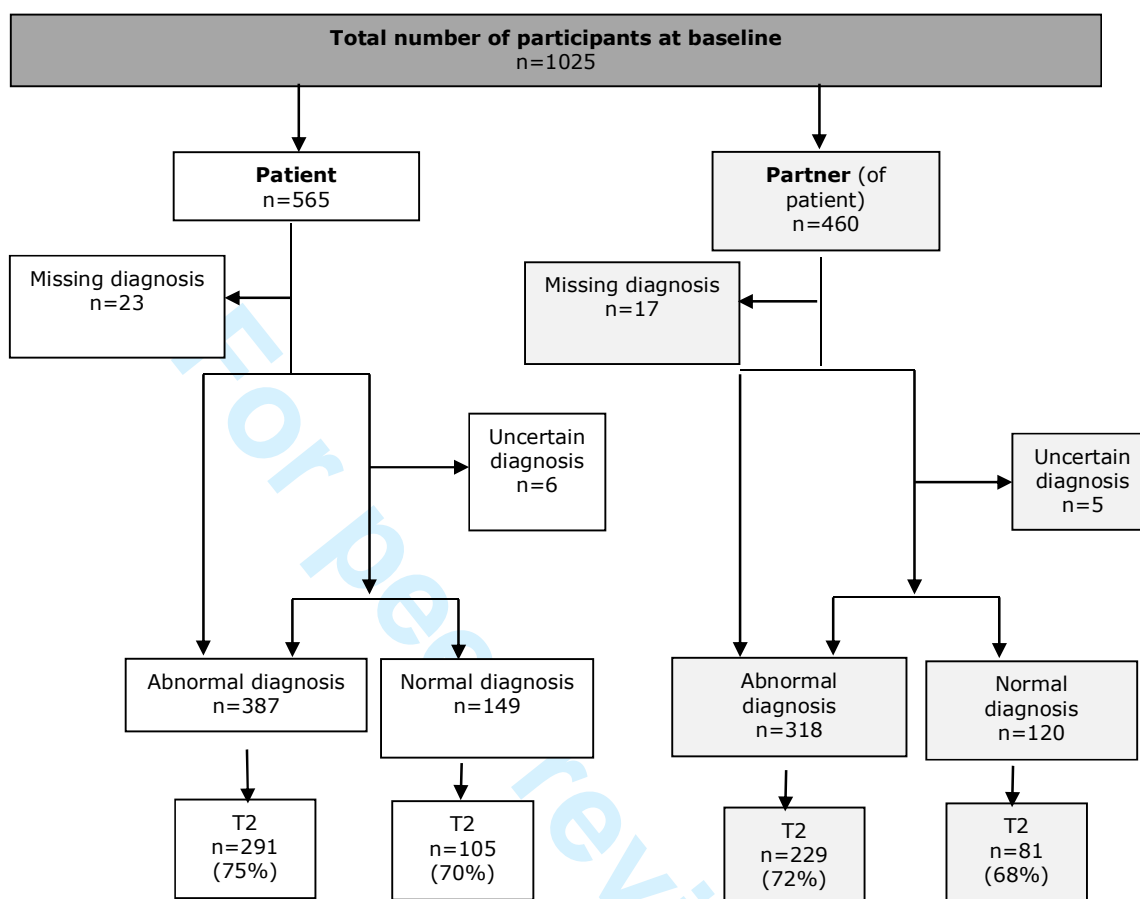 Total number of participants at baseline
n=1025
Patient
n=565
Partner (of
patient)
n=460
Missing diagnosis
n=23
Missing diagnosis
n=17
Uncertain
diagnosis
n=6
Uncertain
diagnosis
n=5
Abnormal diagnosis
n=387
Normal diagnosis
n=149
Abnormal
diagnosis
n=318
Normal
diagnosis
n=120
T2
n=291
(75%)
T2
n=105
(70%)
T2
n=229
(72%)
T2
n=81
(68%)
For